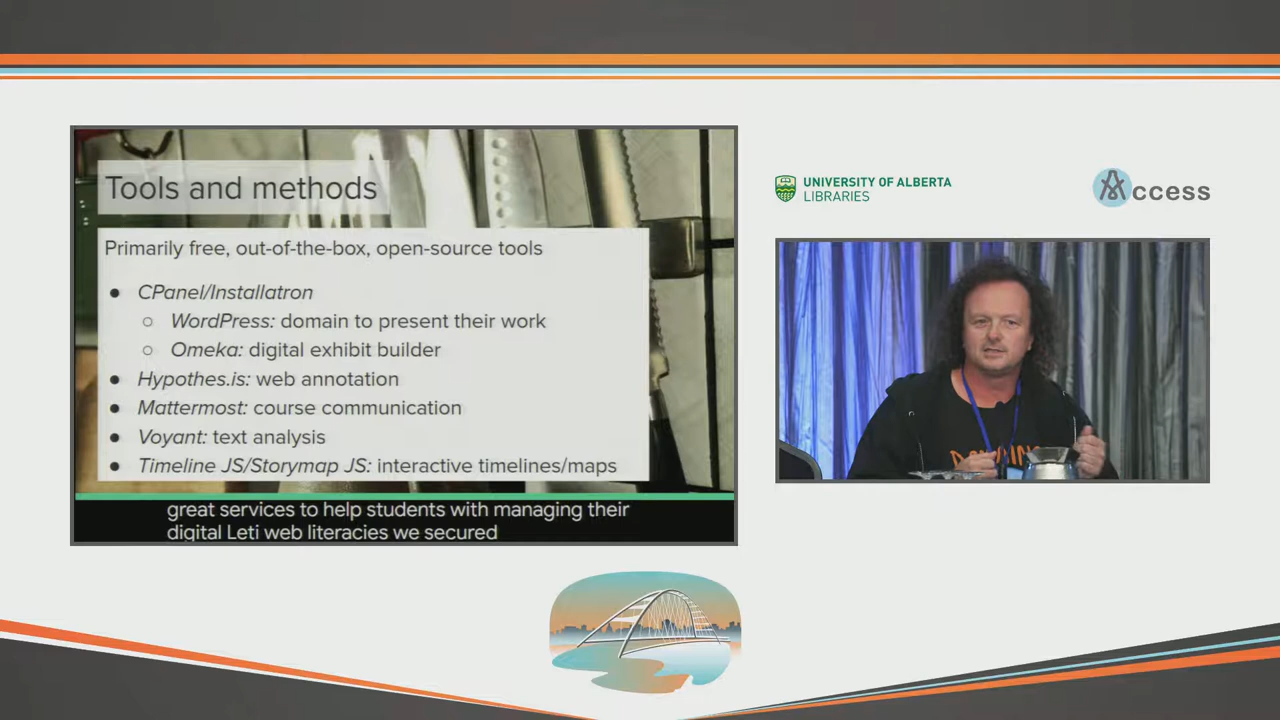 Tools and methods
Primarily free, out-of-the-box, open-source tools
● CPanel/Installatron
○ WordPress: domain to present their work
○ Omeka: digital exhibit builder
● Hypothes.is: web annotation
● Mattermost: course communication
● Voyant: text analysis
● Timeline JS/Storymap JS: interactive timelines/maps
great services to help students with managing their
digital Leti web literacies we secured
UNIVERSITY OF ALBERTA
LIBRARIES
Access